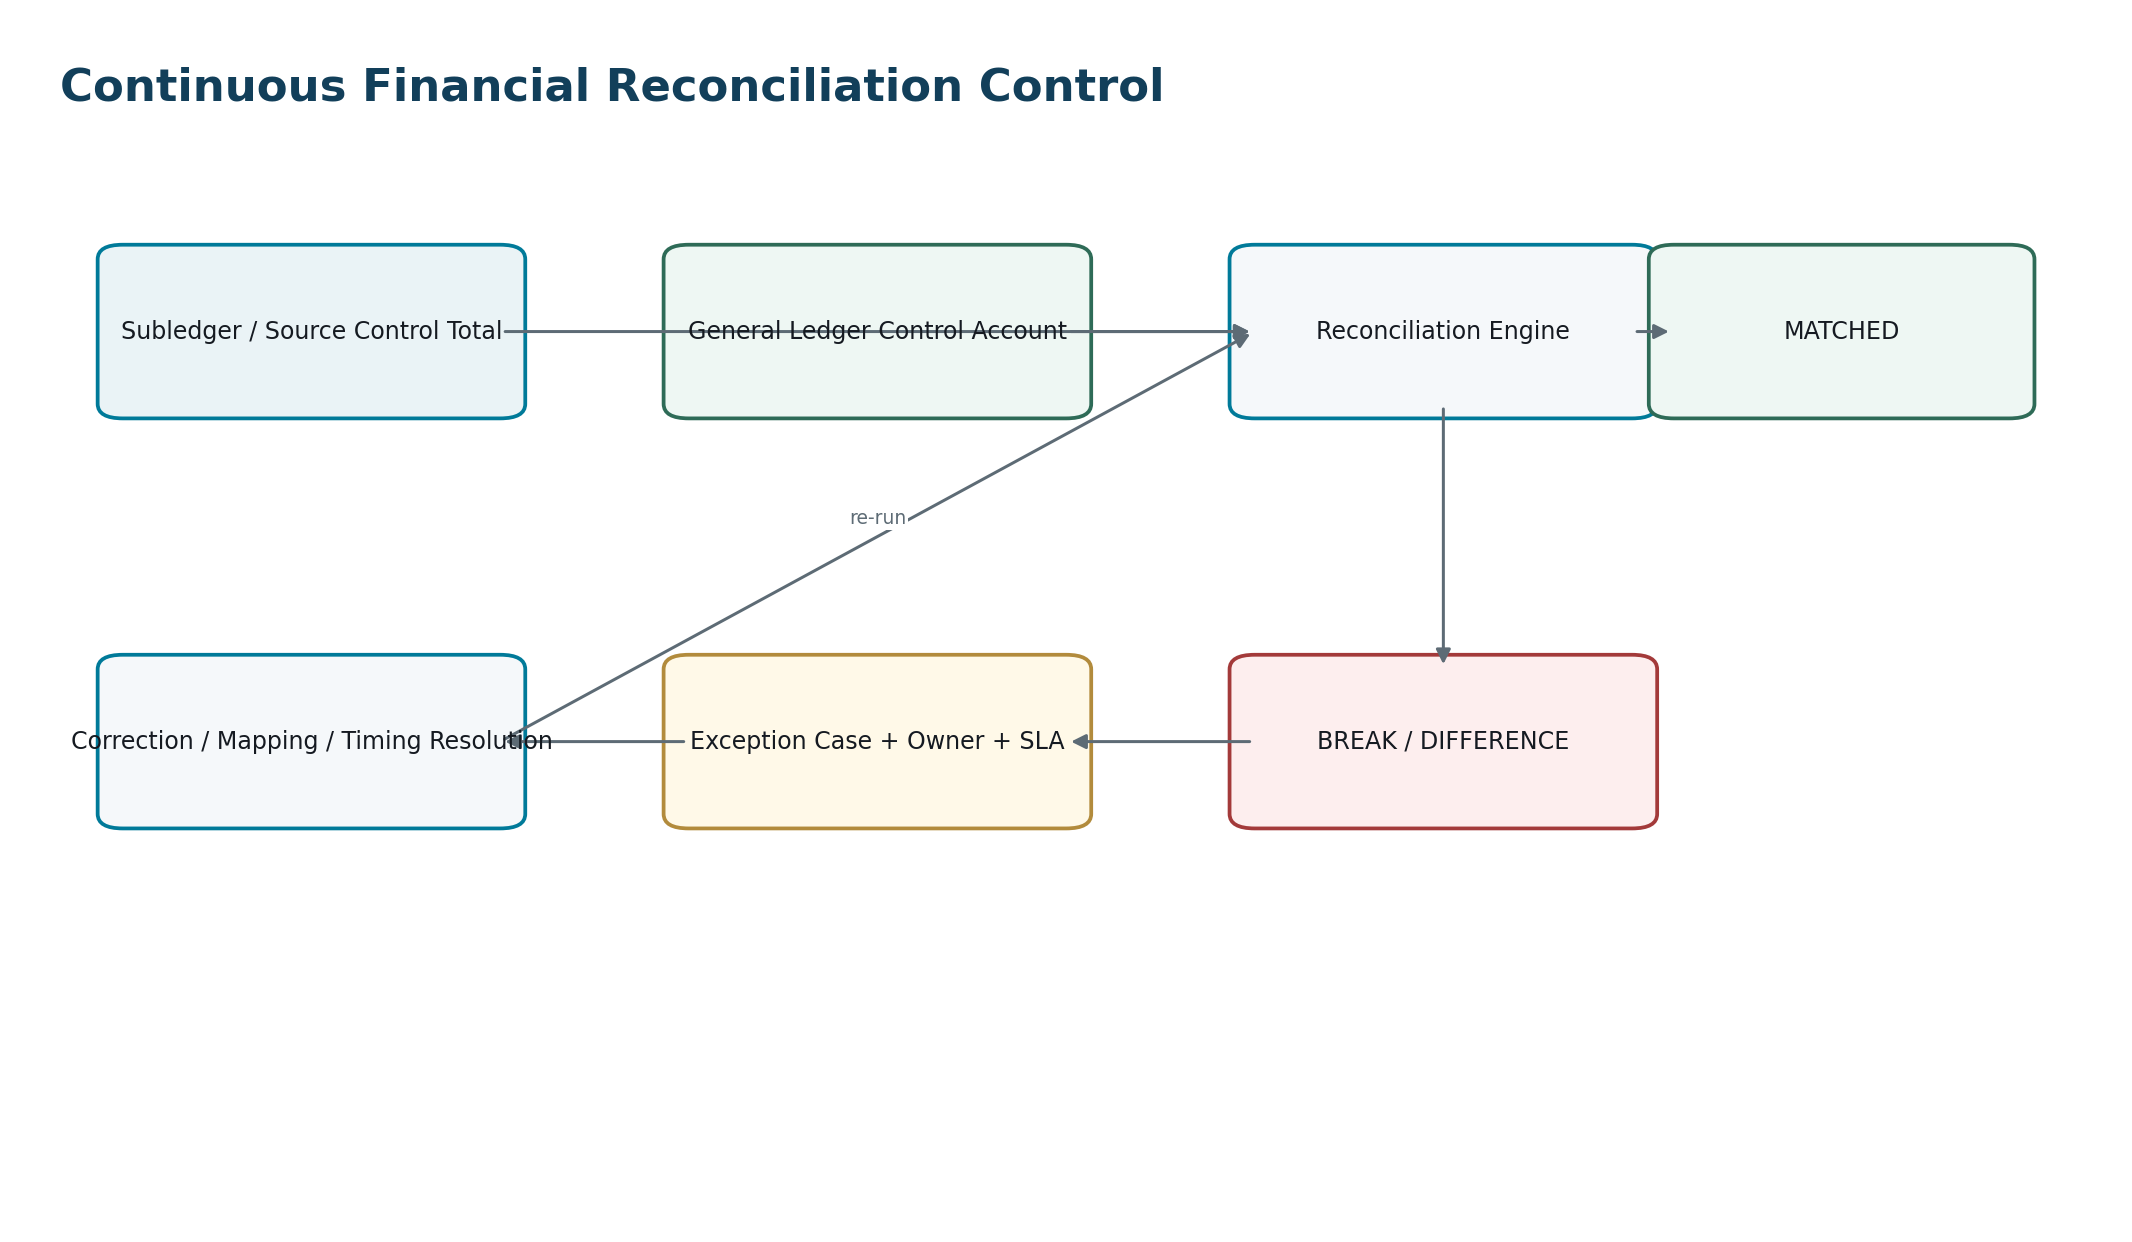 Continuous Financial Reconciliation Control
Subledger / Source Control Total
General Ledger Control Account
Reconciliation Engine
MATCHED
re-run
Correction / Mapping / Timing Resolution
Exception Case + Owner + SLA
BREAK / DIFFERENCE